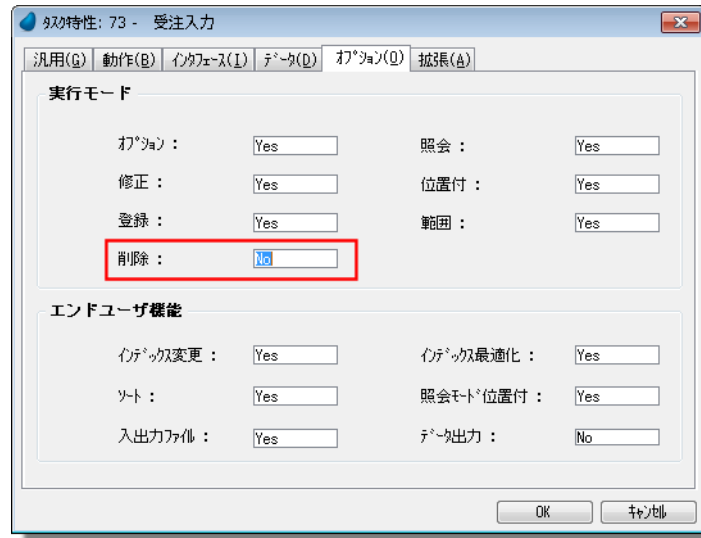 ﾀｽｸ特性: 73 - 受注入力
汎用(G) 動作(B) ｲﾝﾀﾌｪｰｽ(I) ﾃﾞｰﾀ(D) ｵﾌﾟｼｮﾝ(O) 拡張(A)
実行モード
ｵﾌﾟｼｮﾝ : Yes 照会 : Yes
修正 : Yes 位置付 : Yes
登録 : Yes 範囲 : Yes
削除 : No
エンドユーザ機能
ｲﾝﾃﾞｯｸｽ変更 : Yes ｲﾝﾃﾞｯｸｽ最適化 : Yes
ｿｰﾄ : Yes 照会ﾓｰﾄﾞ位置付 : Yes
入出力ﾌｧｲﾙ : Yes ﾃﾞｰﾀ出力 : No
OK ｷｬﾝｾﾙ